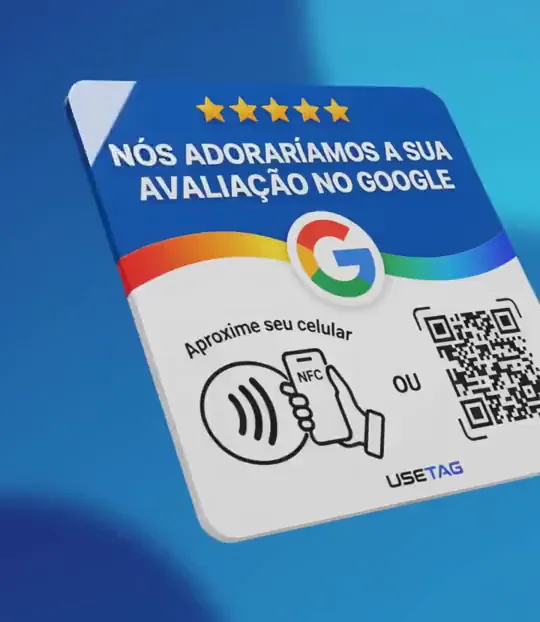 NÓS ADORARÍAMOS A SUA
AVALIAÇÃO NO GOOGLE
G
Aproxime seu celular
NFC
OU
USETAG